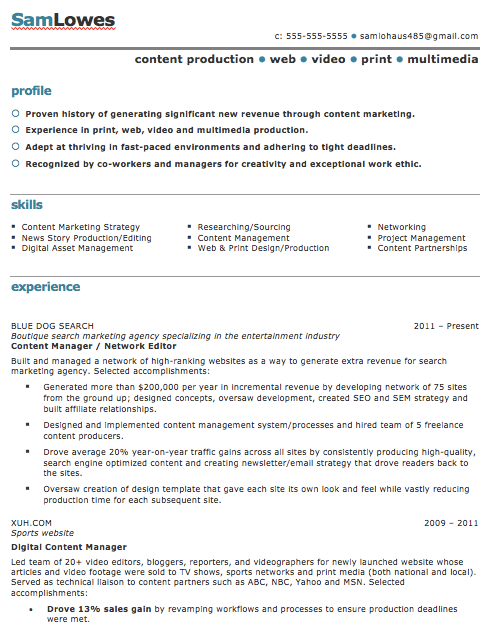 SamLowes
c: 555-555-5555 ● samlohaus485@gmail.com
content production ● web ● video ● print ● multimedia
profile
○ Proven history of generating significant new revenue through content marketing.
○ Experience in print, web, video and multimedia production.
○ Adept at thriving in fast-paced environments and adhering to tight deadlines.
○ Recognized by co-workers and managers for creativity and exceptional work ethic.
skills
▪ Content Marketing Strategy ▪ Researching/Sourcing ▪ Networking
▪ News Story Production/Editing ▪ Content Management ▪ Project Management
▪ Digital Asset Management ▪ Web & Print Design/Production ▪ Content Partnerships
experience
BLUE DOG SEARCH 2011 – Present
Boutique search marketing agency specializing in the entertainment industry
Content Manager / Network Editor
Built and managed a network of high-ranking websites as a way to generate extra revenue for search
marketing agency. Selected accomplishments:
▪ Generated more than $200,000 per year in incremental revenue by developing network of 75 sites
from the ground up; designed concepts, oversaw development, created SEO and SEM strategy and
built affiliate relationships.
▪ Designed and implemented content management system/processes and hired team of 5 freelance
content producers.
▪ Drove average 20% year-on-year traffic gains across all sites by consistently producing high-quality,
search engine optimized content and creating newsletter/email strategy that drove readers back to
the sites.
▪ Oversaw creation of design template that gave each site its own look and feel while vastly reducing
production time for each subsequent site.
XUH.COM 2009 – 2011
Sports website
Digital Content Manager
Led team of 20+ video editors, bloggers, reporters, and videographers for newly launched website whose
articles and video footage were sold to TV shows, sports networks and print media (both national and local).
Served as technical liaison to content partners such as ABC, NBC, Yahoo and MSN. Selected
accomplishments:
• Drove 13% sales gain by revamping workflows and processes to ensure production deadlines
were met.